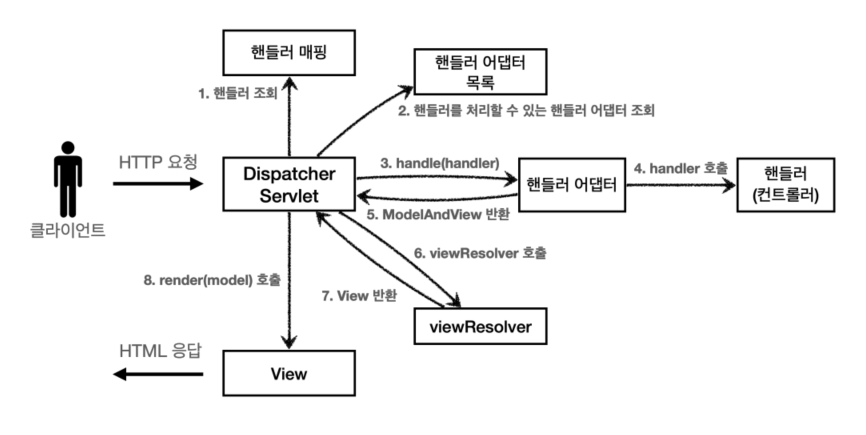 핸들러 매핑
핸들러 어댑터
목록
1. 핸들러 조회
2. 핸들러를 처리할 수 있는 핸들러 어댑터 조회
HTTP 요청
Dispatcher
Servlet
3. handle(handler)
핸들러 어댑터
4. handler 호출
핸들러
(컨트롤러)
5. ModelAndView 반환
클라이언트
6. viewResolver 호출
8. render(model) 호출
7. View 반환
viewResolver
HTML 응답
View